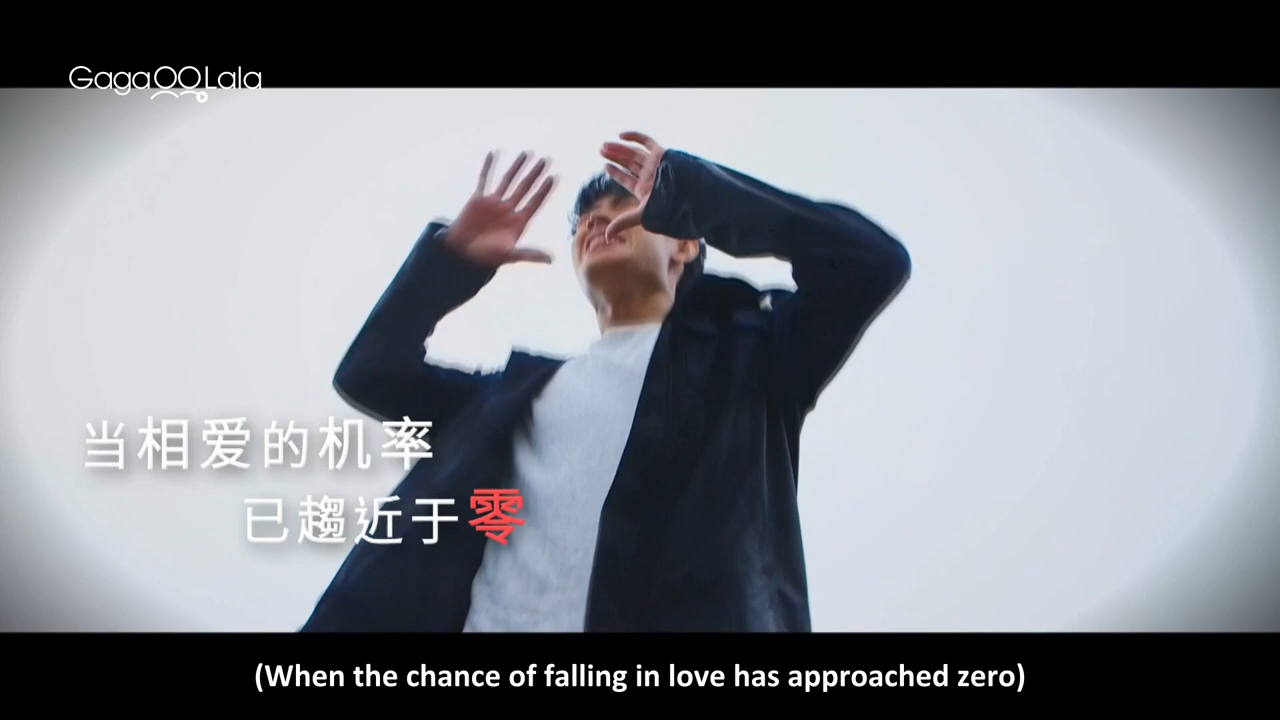 GagaOOLala
当相爱的机率
已趨近于零
(When the chance of falling in love has approached zero)